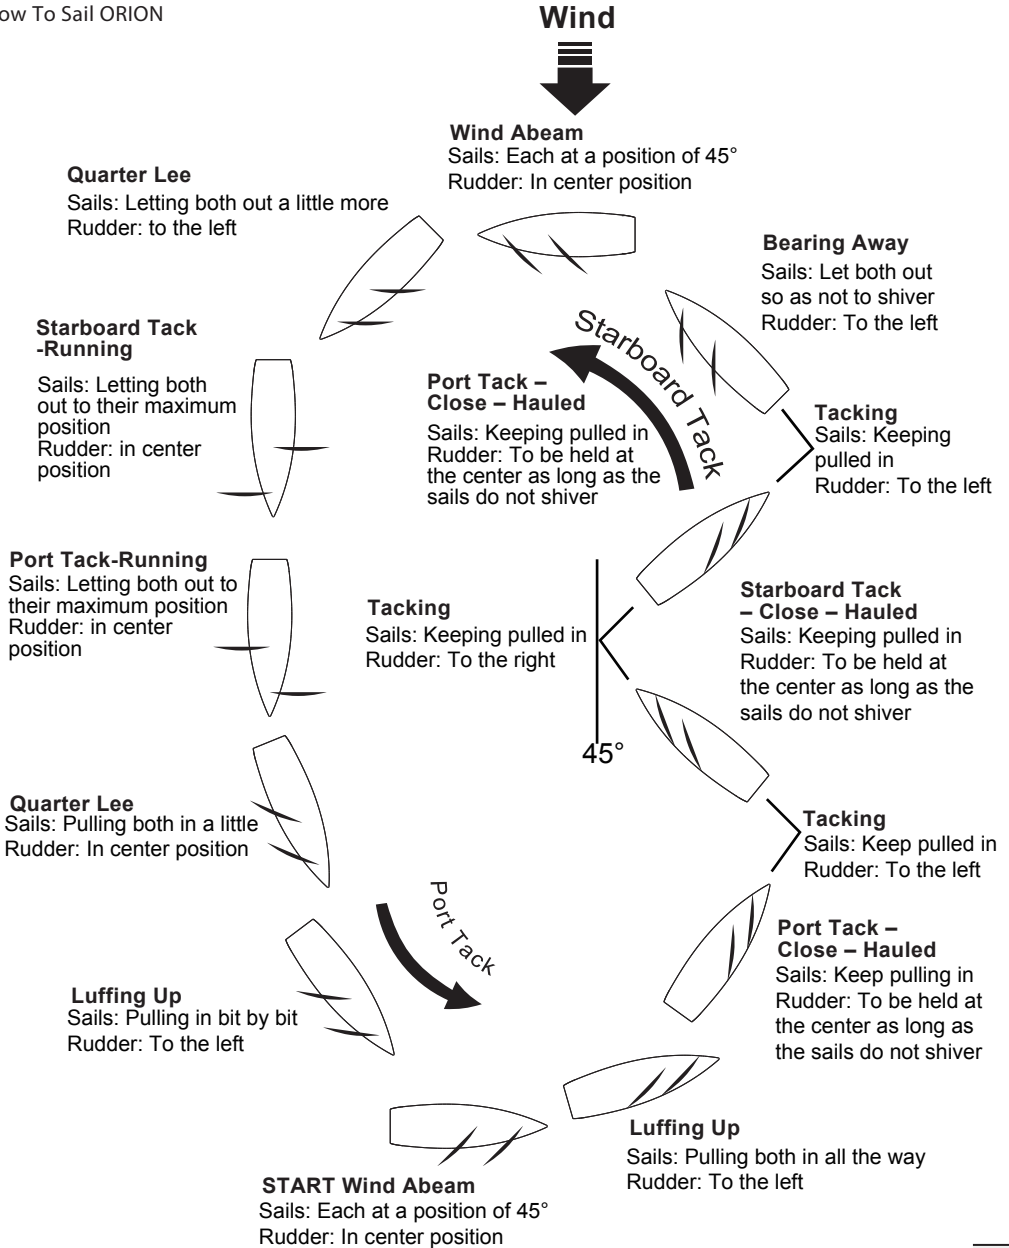 ow To Sail ORION
Wind
Wind Abeam
Sails: Each at a position of 45°
Rudder: In center position
Quarter Lee
Sails: Letting both out a little more
Rudder: to the left
Bearing Away
Sails: Let both out
so as not to shiver
Rudder: To the left
Starboard Tack
Starboard Tack
-Running
Sails: Letting both
out to their maximum
position
Rudder: in center
position
Port Tack –
Close – Hauled
Sails: Keeping pulled in
Rudder: To be held at
the center as long as the
sails do not shiver
Tacking
Sails: Keeping
pulled in
Rudder: To the left
Port Tack-Running
Sails: Letting both out to
their maximum position
Rudder: in center
position
Tacking
Sails: Keeping pulled in
Rudder: To the right
45°
Starboard Tack
– Close – Hauled
Sails: Keeping pulled in
Rudder: To be held at
the center as long as the
sails do not shiver
Quarter Lee
Sails: Pulling both in a little
Rudder: In center position
Tacking
Sails: Keep pulled in
Rudder: To the left
Port Tack
Port Tack –
Close – Hauled
Sails: Keep pulling in
Rudder: To be held at
the center as long as
the sails do not shiver
Luffing Up
Sails: Pulling in bit by bit
Rudder: To the left
Luffing Up
Sails: Pulling both in all the way
Rudder: To the left
START Wind Abeam
Sails: Each at a position of 45°
Rudder: In center position